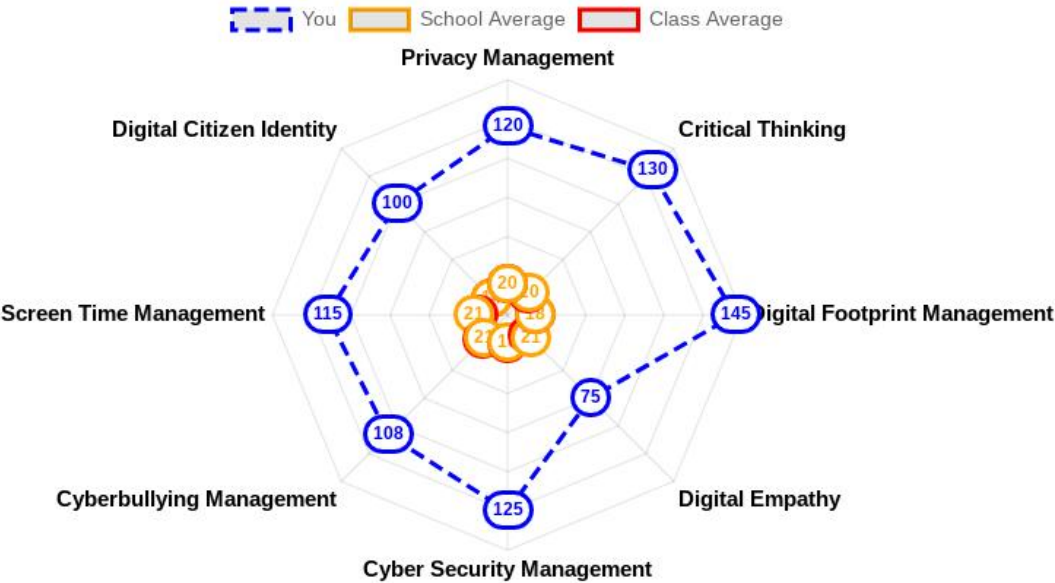 You School Average Class Average
Privacy Management
Digital Citizen Identity
Critical Thinking
120
130
100
20
Screen Time Management
115
21
18
145
Digital Footprint Management
21
75
108
125
Cyberbullying Management
Digital Empathy
Cyber Security Management